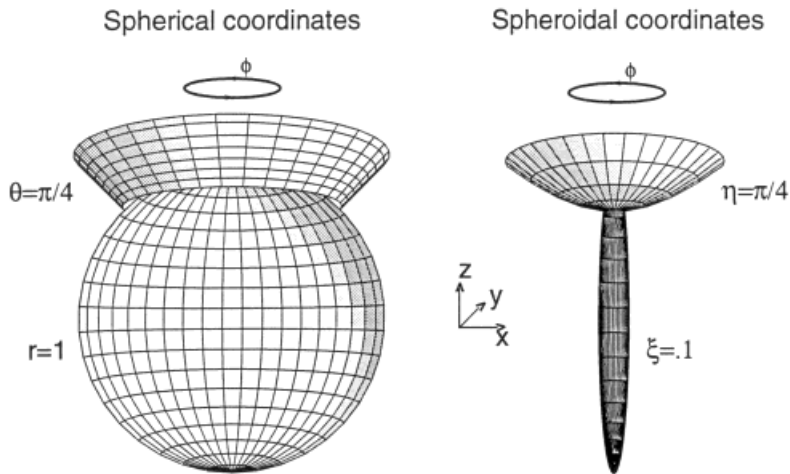 Spherical coordinates
Spheroidal coordinates
ϕ
ϕ
θ=π/4
η=π/4
z
y
x
r=1
ξ=.1